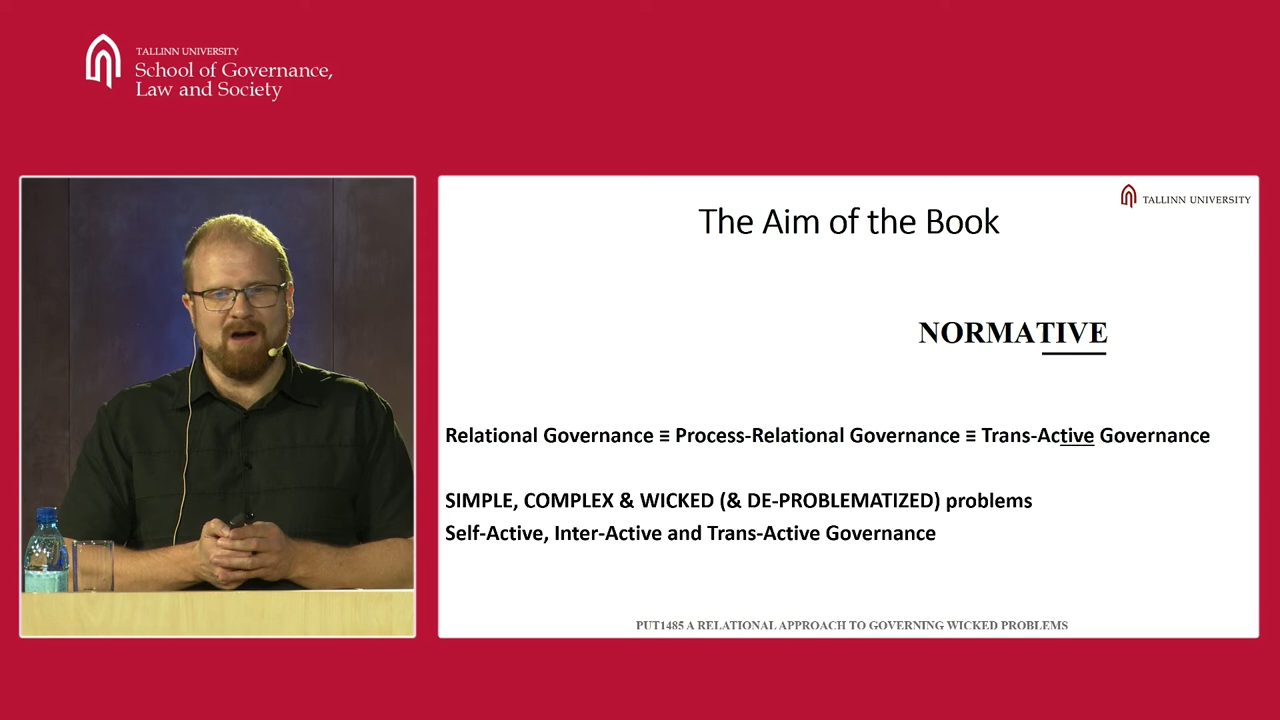 TALLINN UNIVERSITY
School of Governance,
Law and Society
TALLINN UNIVERSITY
The Aim of the Book
NORMATIVE
Relational Governance ≡ Process-Relational Governance ≡ Trans-Active Governance
SIMPLE, COMPLEX & WICKED (& DE-PROBLEMATIZED) problems
Self-Active, Inter-Active and Trans-Active Governance
PUT1485 A RELATIONAL APPROACH TO GOVERNING WICKED PROBLEMS